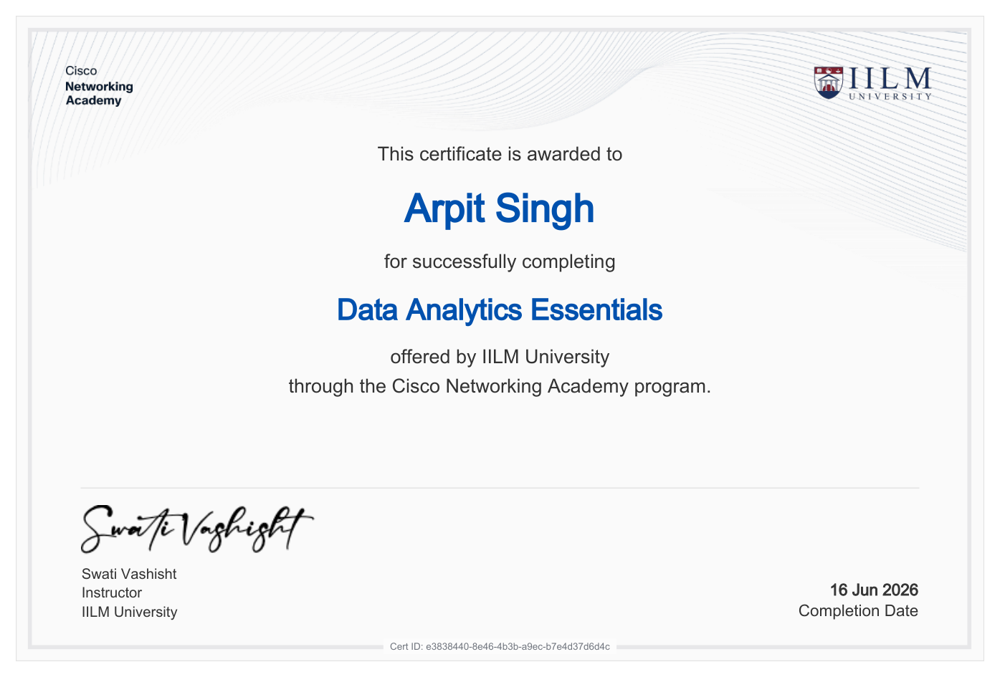 Cisco
Networking
Academy
IILM
UNIVERSITY
This certificate is awarded to
Arpit Singh
for successfully completing
Data Analytics Essentials
offered by IILM University
through the Cisco Networking Academy program.
Swati Vashisht
Swati Vashisht
Instructor
IILM University
16 Jun 2026
Completion Date
Cert ID: e3838440-8e46-4b3b-a9ec-b7e4d37d6d4c